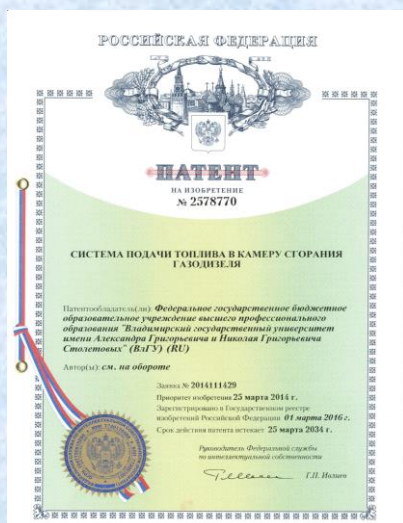 РОССИЙСКАЯ ФЕДЕРАЦИЯ
ПАТЕНТ
НА ИЗОБРЕТЕНИЕ
№ 2578770
СИСТЕМА ПОДАЧИ ТОПЛИВА В КАМЕРУ СГОРАНИЯ
ГАЗОДИЗЕЛЯ
Патентообладатель(ли): Федеральное государственное бюджетное
образовательное учреждение высшего профессионального
образования "Владимирский государственный университет
имени Александра Григорьевича и Николая Григорьевича
Столетовых" (ВлГУ) (RU)
Автор(ы): см. на обороте
Заявка № 2014111429
Приоритет изобретения 25 марта 2014 г.
Зарегистрировано в Государственном реестре
изобретений Российской Федерации 01 марта 2016 г.
Срок действия патента истекает 25 марта 2034 г.
Руководитель Федеральной службы
по интеллектуальной собственности
Г.П. Ивлиев